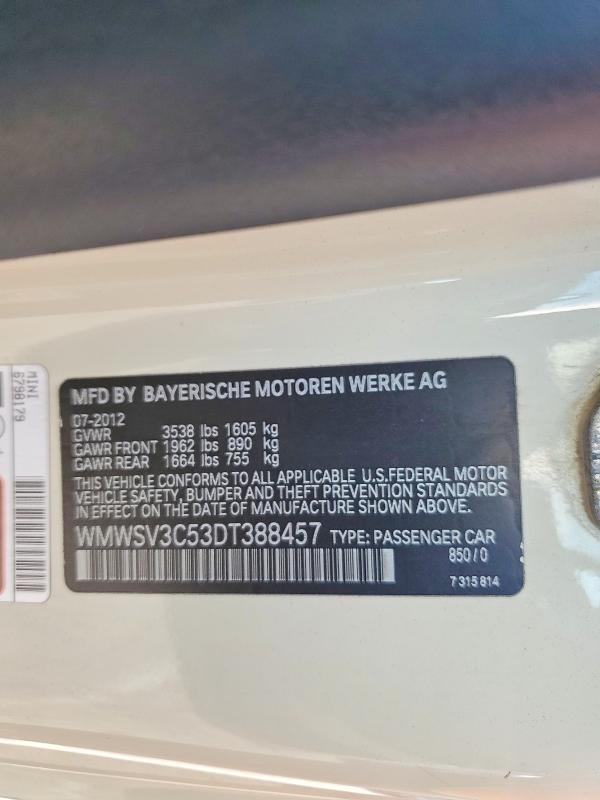 MFD BY BAYERISCHE MOTOREN WERKE AG
07-2012
GVWR 3538 lbs 1605 kg
GAWR FRONT 1962 lbs 890 kg
GAWR REAR 1664 lbs 755 kg
THIS VEHICLE CONFORMS TO ALL APPLICABLE U.S.FEDERAL MOTOR
VEHICLE SAFETY, BUMPER AND THEFT PREVENTION STANDARDS
IN EFFECT ON THE DATE OF MANUFACTURE SHOWN ABOVE.
WMWSV3C53DT388457 TYPE: PASSENGER CAR
850/0
7 315 814
MINI
6798179